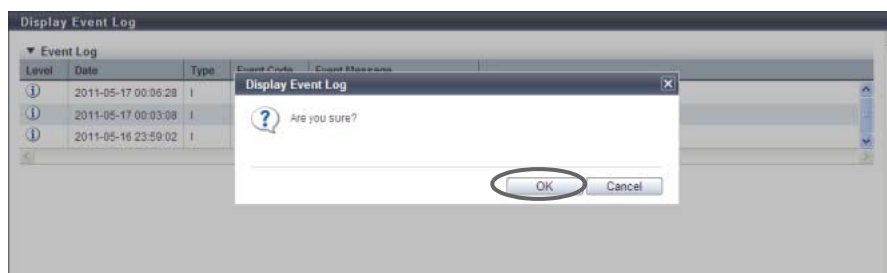 Display Event Log
▼ Event Log
Level Date Type Event Code Event Message
2011-05-17 00:06:28 I
2011-05-17 00:03:08 I
2011-05-16 23:59:02 I
Display Event Log
Are you sure?
OK Cancel